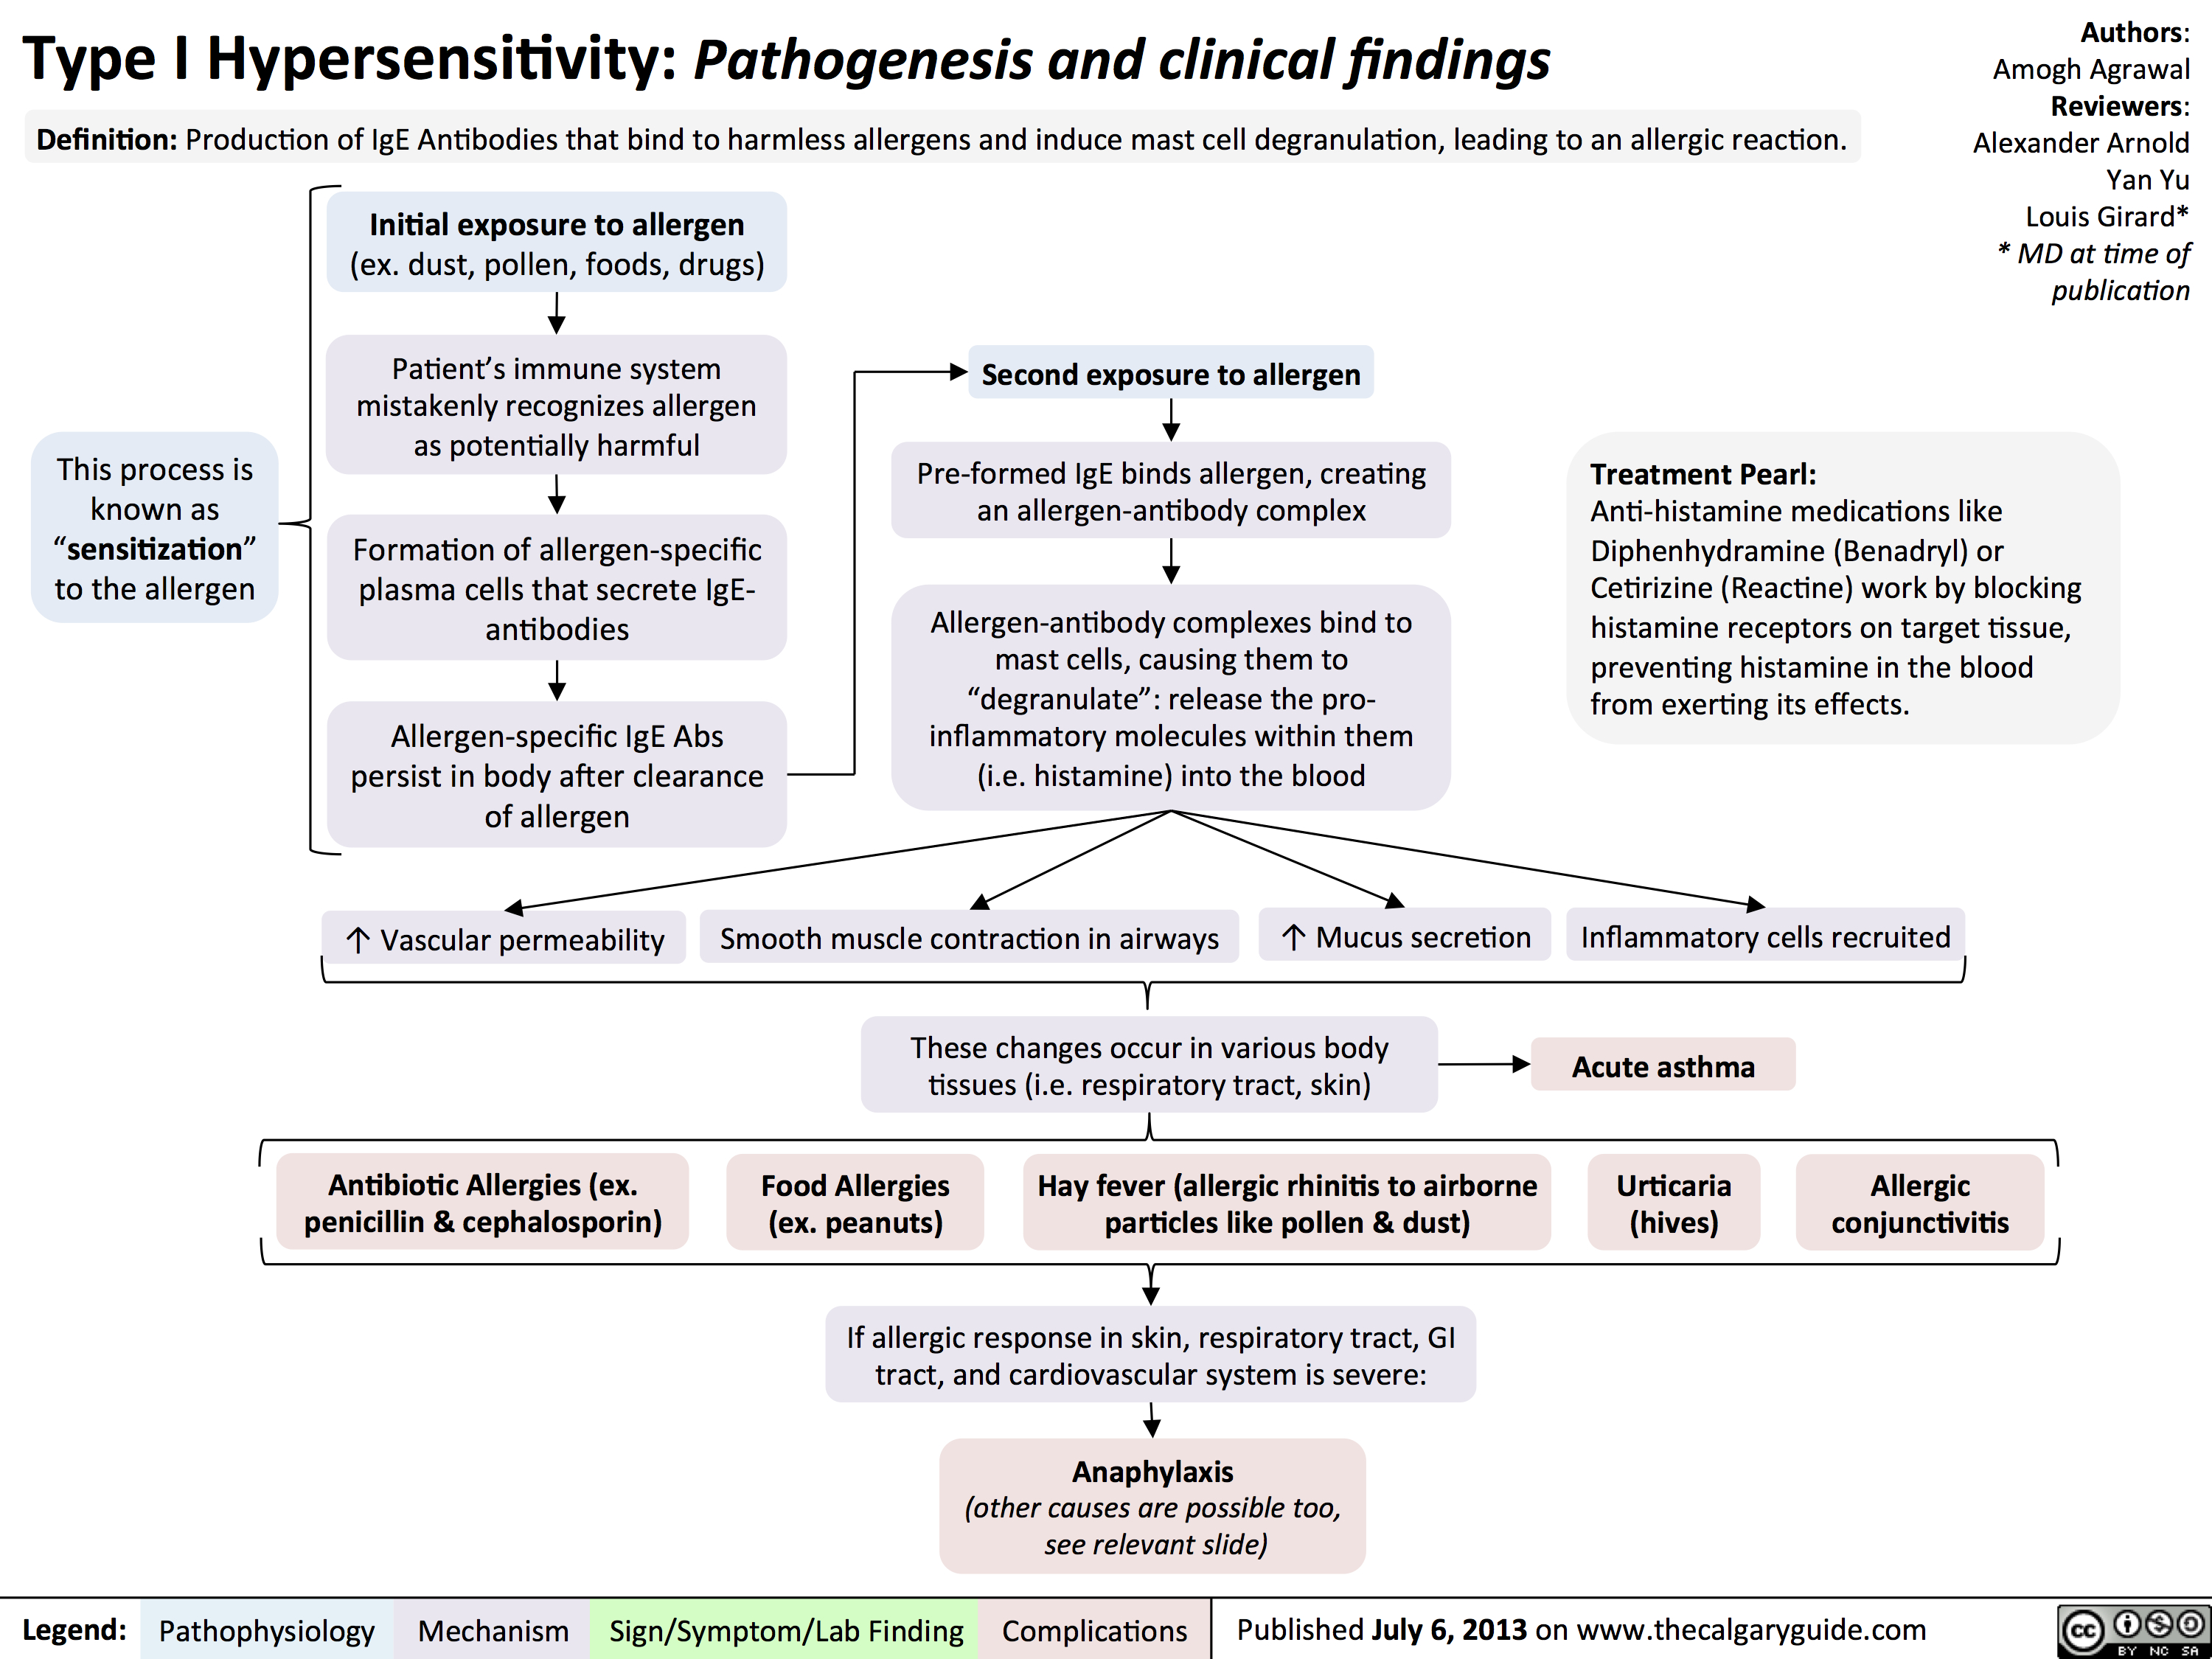 Type I Hypersensitivity: Pathogenesis and clinical findings
Authors:
Amogh Agrawal
Reviewers:
Alexander Arnold
Yan Yu
Louis Girard*
* MD at time of
publication
Definition: Production of IgE Antibodies that bind to harmless allergens and induce mast cell degranulation, leading to an allergic reaction.
This process is
known as
“sensitization”
to the allergen
Initial exposure to allergen
(ex. dust, pollen, foods, drugs)
Patient’s immune system
mistakenly recognizes allergen
as potentially harmful
Formation of allergen-specific
plasma cells that secrete IgE-
antibodies
Allergen-specific IgE Abs
persist in body after clearance
of allergen
Second exposure to allergen
Pre-formed IgE binds allergen, creating
an allergen-antibody complex
Allergen-antibody complexes bind to
mast cells, causing them to
“degranulate”: release the pro-
inflammatory molecules within them
(i.e. histamine) into the blood
Treatment Pearl:
Anti-histamine medications like
Diphenhydramine (Benadryl) or
Cetirizine (Reactine) work by blocking
histamine receptors on target tissue,
preventing histamine in the blood
from exerting its effects.
↑ Vascular permeability
Smooth muscle contraction in airways
↑ Mucus secretion
Inflammatory cells recruited
These changes occur in various body
tissues (i.e. respiratory tract, skin)
Acute asthma
Antibiotic Allergies (ex.
penicillin & cephalosporin)
Food Allergies
(ex. peanuts)
Hay fever (allergic rhinitis to airborne
particles like pollen & dust)
Urticaria
(hives)
Allergic
conjunctivitis
If allergic response in skin, respiratory tract, GI
tract, and cardiovascular system is severe:
Anaphylaxis
(other causes are possible too,
see relevant slide)
Legend: Pathophysiology Mechanism Sign/Symptom/Lab Finding Complications
Published July 6, 2013 on www.thecalgaryguide.com
cc BY NC SA